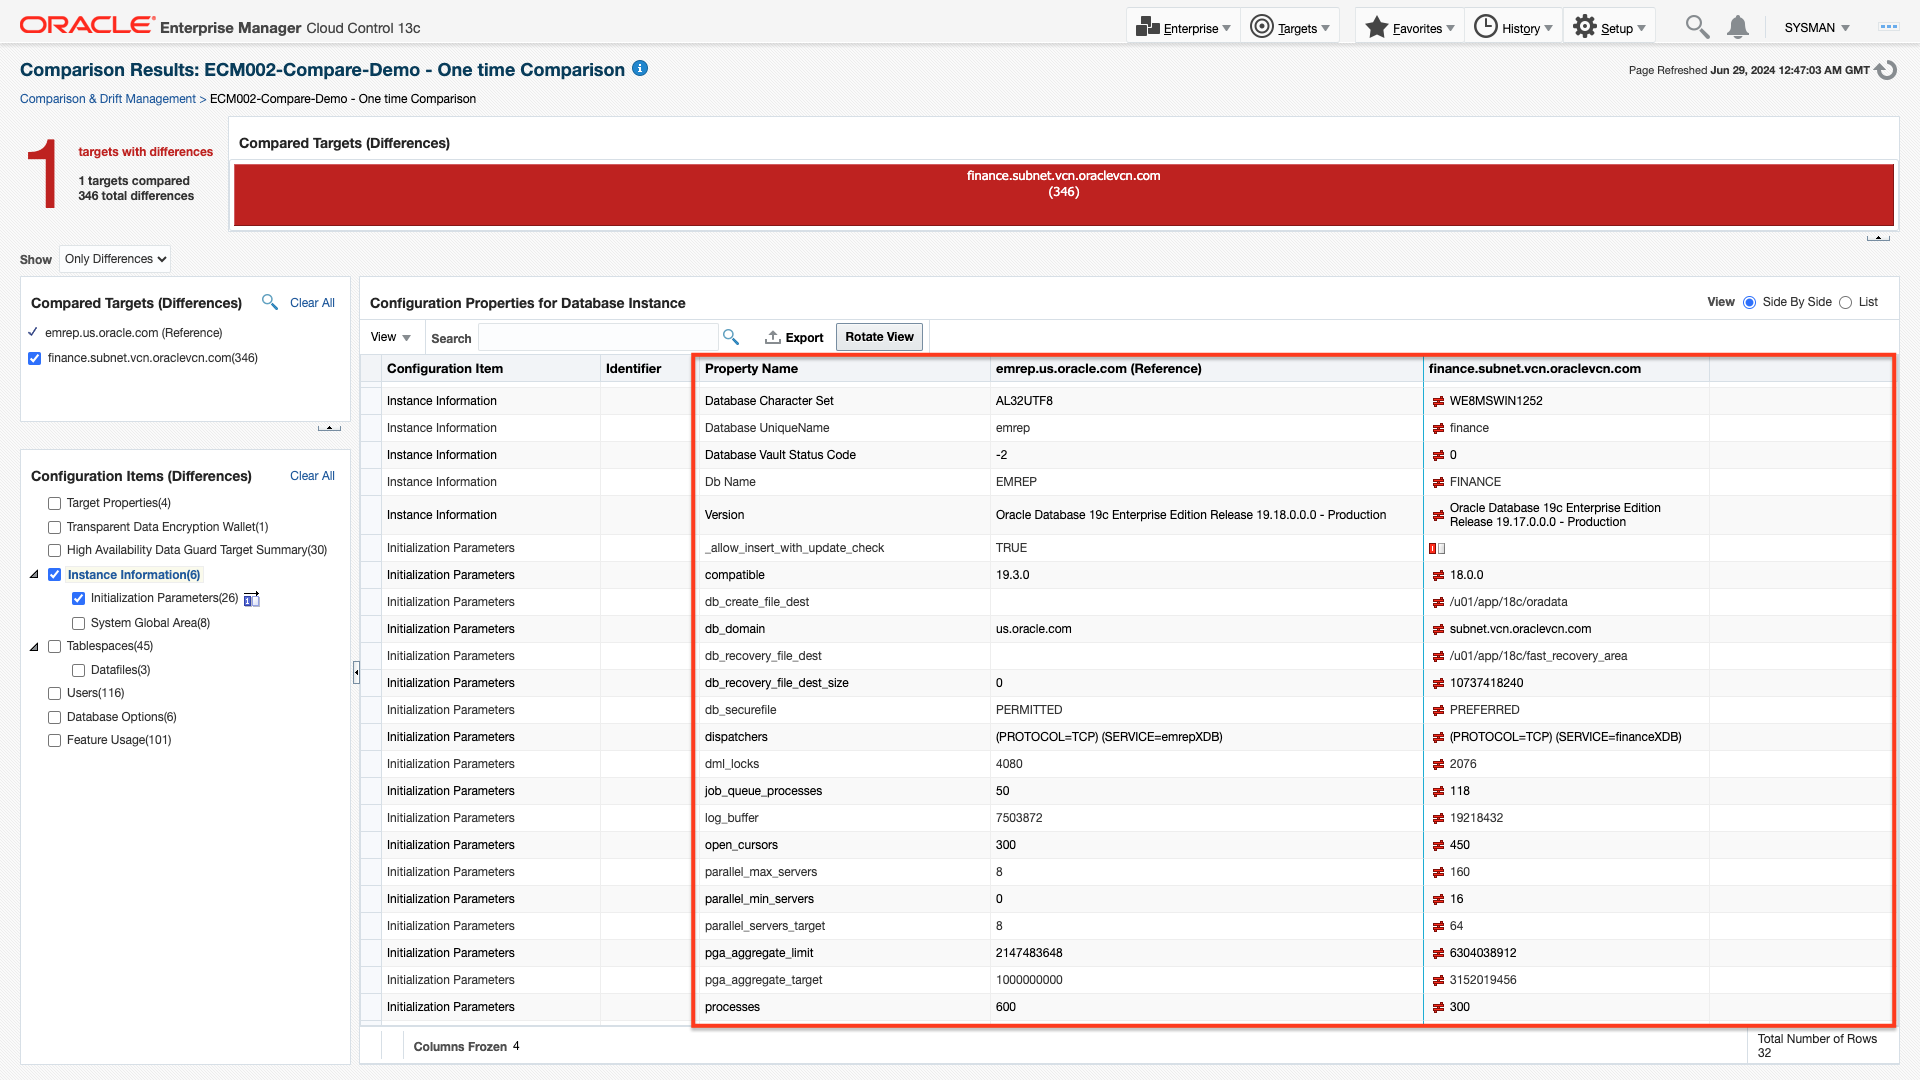 ORACLE Enterprise Manager Cloud Control 13c
Enterprise
Targets
Favorites
History
Setup
SYSMAN
Comparison Results: ECM002-Compare-Demo - One time Comparison
Page Refreshed Jun 29, 2024 12:47:03 AM GMT
Comparison & Drift Management > ECM002-Compare-Demo - One time Comparison
1
targets with differences
1 targets compared
346 total differences
Compared Targets (Differences)
finance.subnet.vcn.oraclevcn.com
(346)
Show Only Differences
Compared Targets (Differences) Clear All
emrep.us.oracle.com (Reference)
finance.subnet.vcn.oraclevcn.com(346)
Configuration Items (Differences) Clear All
Target Properties(4)
Transparent Data Encryption Wallet(1)
High Availability Data Guard Target Summary(30)
Instance Information(6)
Initialization Parameters(26)
System Global Area(8)
Tablespaces(45)
Datafiles(3)
Users(116)
Database Options(6)
Feature Usage(101)
Configuration Properties for Database Instance
View Side By Side List
View Search Export Rotate View
Configuration Item Identifier Property Name emrep.us.oracle.com (Reference) finance.subnet.vcn.oraclevcn.com
Instance Information Database Character Set AL32UTF8 WE8MSWIN1252
Instance Information Database UniqueName emrep finance
Instance Information Database Vault Status Code -2 0
Instance Information Db Name EMREP FINANCE
Instance Information Version Oracle Database 19c Enterprise Edition Release 19.18.0.0.0 - Production Oracle Database 19c Enterprise Edition
Release 19.17.0.0.0 - Production
Initialization Parameters _allow_insert_with_update_check TRUE
Initialization Parameters compatible 19.3.0 18.0.0
Initialization Parameters db_create_file_dest /u01/app/18c/oradata
Initialization Parameters db_domain us.oracle.com subnet.vcn.oraclevcn.com
Initialization Parameters db_recovery_file_dest /u01/app/18c/fast_recovery_area
Initialization Parameters db_recovery_file_dest_size 0 10737418240
Initialization Parameters db_securefile PERMITTED PREFERRED
Initialization Parameters dispatchers (PROTOCOL=TCP) (SERVICE=emrepXDB) (PROTOCOL=TCP) (SERVICE=financeXDB)
Initialization Parameters dml_locks 4080 2076
Initialization Parameters job_queue_processes 50 118
Initialization Parameters log_buffer 7503872 19218432
Initialization Parameters open_cursors 300 450
Initialization Parameters parallel_max_servers 8 160
Initialization Parameters parallel_min_servers 0 16
Initialization Parameters parallel_servers_target 8 64
Initialization Parameters pga_aggregate_limit 2147483648 6304038912
Initialization Parameters pga_aggregate_target 1000000000 3152019456
Initialization Parameters processes 600 300
Columns Frozen 4
Total Number of Rows
32